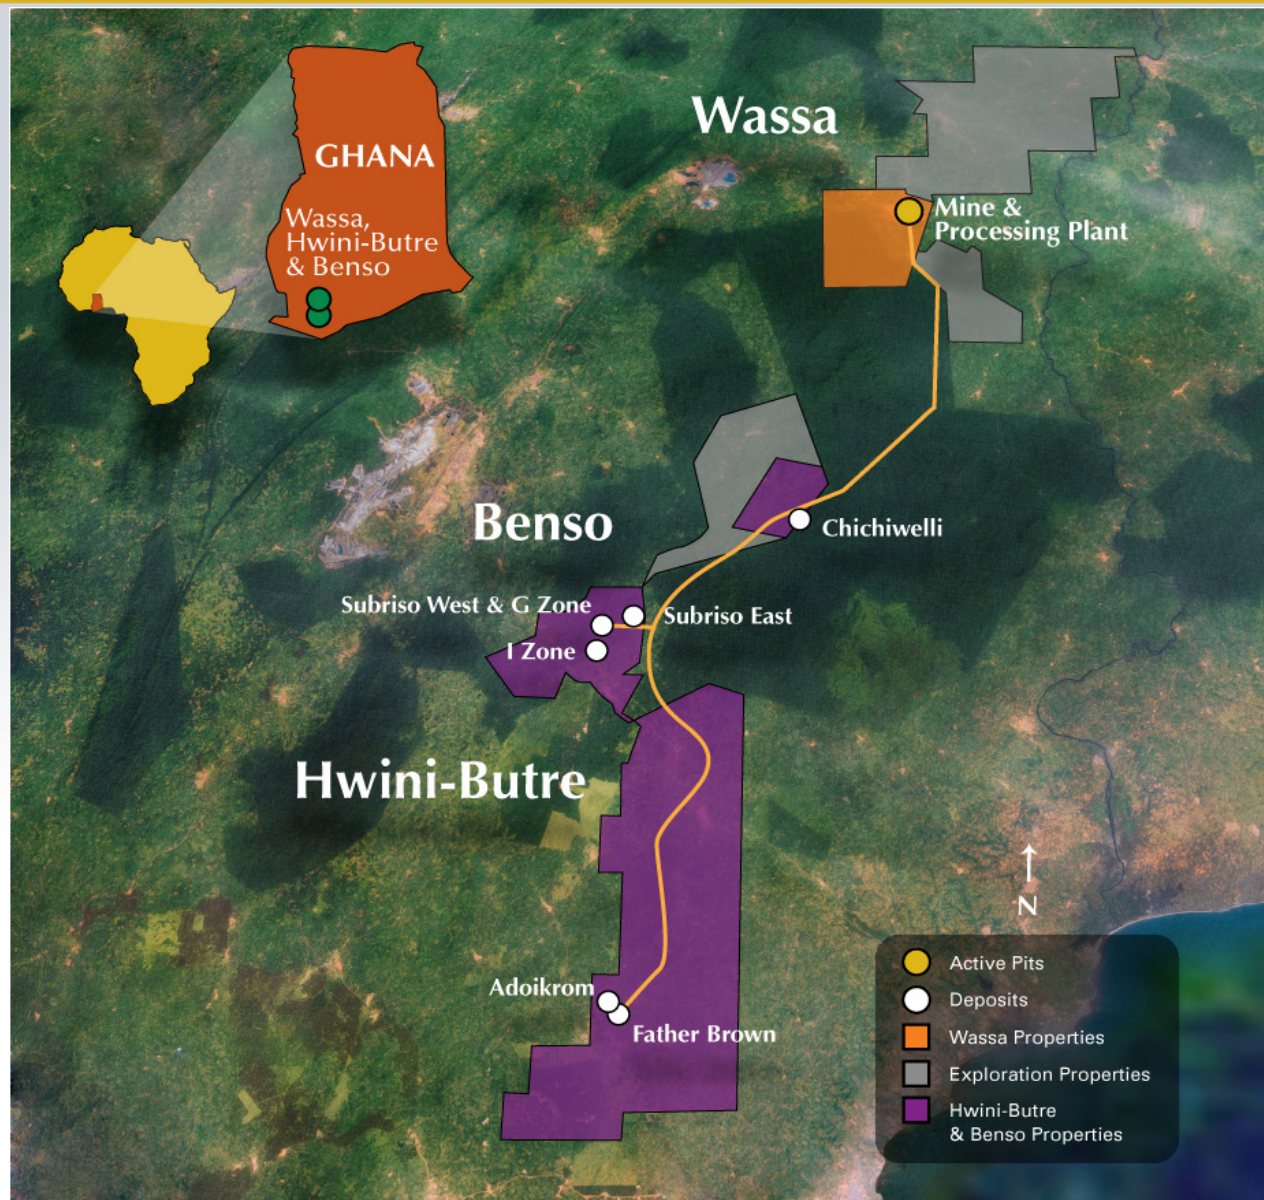 Wassa
GHANA
Wassa,
Hwini-Butre
& Benso
Mine &
Processing Plant
Benso
Chichiwelli
Subriso West & G Zone
Subriso East
I Zone
Hwini-Butre
N
Adoikrom
Father Brown
Active Pits
Deposits
Wassa Properties
Exploration Properties
Hwini-Butre
& Benso Properties